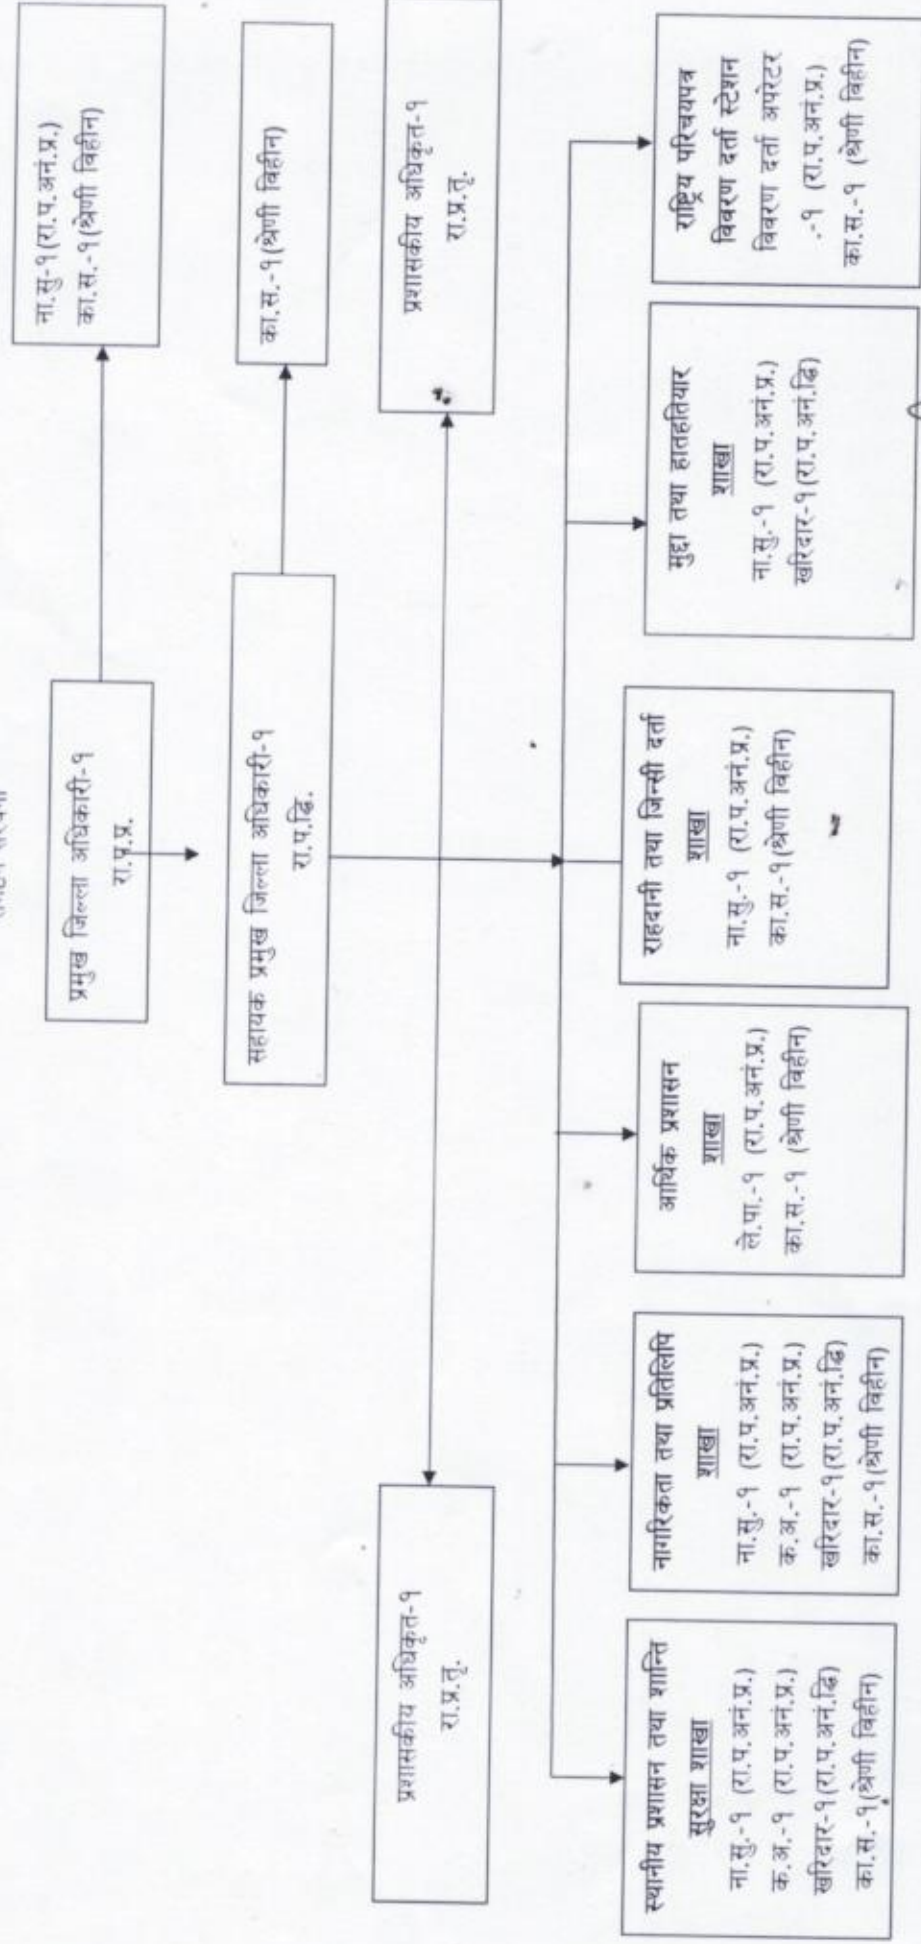 प्रमुख जिल्ला अधिकारी-१
रा.प.प्र.
ना.सु-१(रा.प.अनं.प्र.)
का.स.-१(श्रेणी विहीन)
सहायक प्रमुख जिल्ला अधिकारी-१
रा.प.द्वि.
का.स.-१(श्रेणी विहीन)
प्रशासकीय अधिकृत-१
रा.प्र.तृ.
प्रशासकीय अधिकृत-१
रा.प्र.तृ.
स्थानीय प्रशासन तथा शान्ति
सुरक्षा शाखा
ना.सु.-१ (रा.प.अनं.प्र.)
क.अ.-१ (रा.प.अनं.प्र.)
खरिदार-१(रा.प.अनं.द्वि)
का.स.-१(श्रेणी विहीन)
नागरिकता तथा प्रतिलिपि
शाखा
ना.सु.-१ (रा.प.अनं.प्र.)
क.अ.-१ (रा.प.अनं.प्र.)
खरिदार-१(रा.प.अनं.द्वि)
का.स.-१(श्रेणी विहीन)
आर्थिक प्रशासन
शाखा
ले.पा.-१ (रा.प.अनं.प्र.)
का.स.-१ (श्रेणी विहीन)
राहदानी तथा जिन्सी दर्ता
शाखा
ना.सु.-१ (रा.प.अनं.प्र.)
का.स.-१(श्रेणी विहीन)
मुद्दा तथा हातहतियार
शाखा
ना.सु.-१ (रा.प.अनं.प्र.)
खरिदार-१(रा.प.अनं.द्वि)
राष्ट्रिय परिचयपत्र
विवरण दर्ता स्टेशन
विवरण दर्ता अपरेटर
.-१ (रा.प.अनं.प्र.)
का.स.-१ (श्रेणी विहीन)